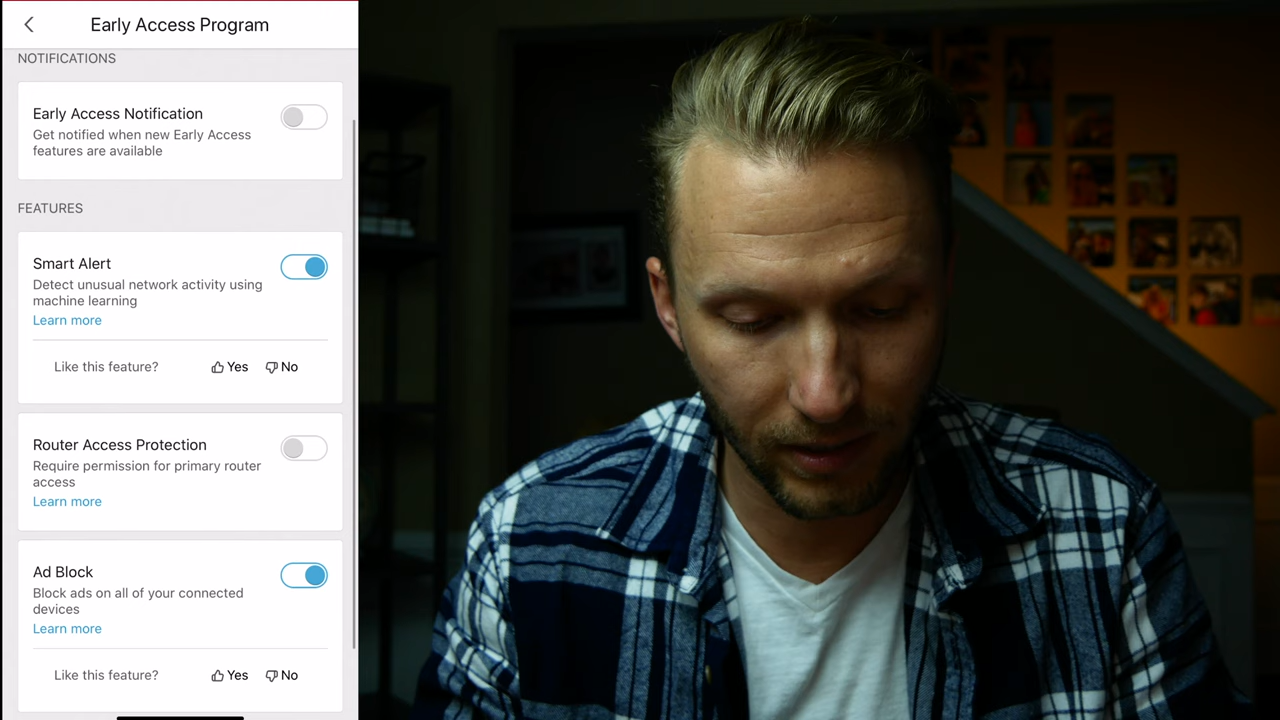 Early Access Program
NOTIFICATIONS
Early Access Notification
Get notified when new Early Access
features are available
FEATURES
Smart Alert
Detect unusual network activity using
machine learning
Learn more
Like this feature? Yes No
Router Access Protection
Require permission for primary router
access
Learn more
Ad Block
Block ads on all of your connected
devices
Learn more
Like this feature? Yes No